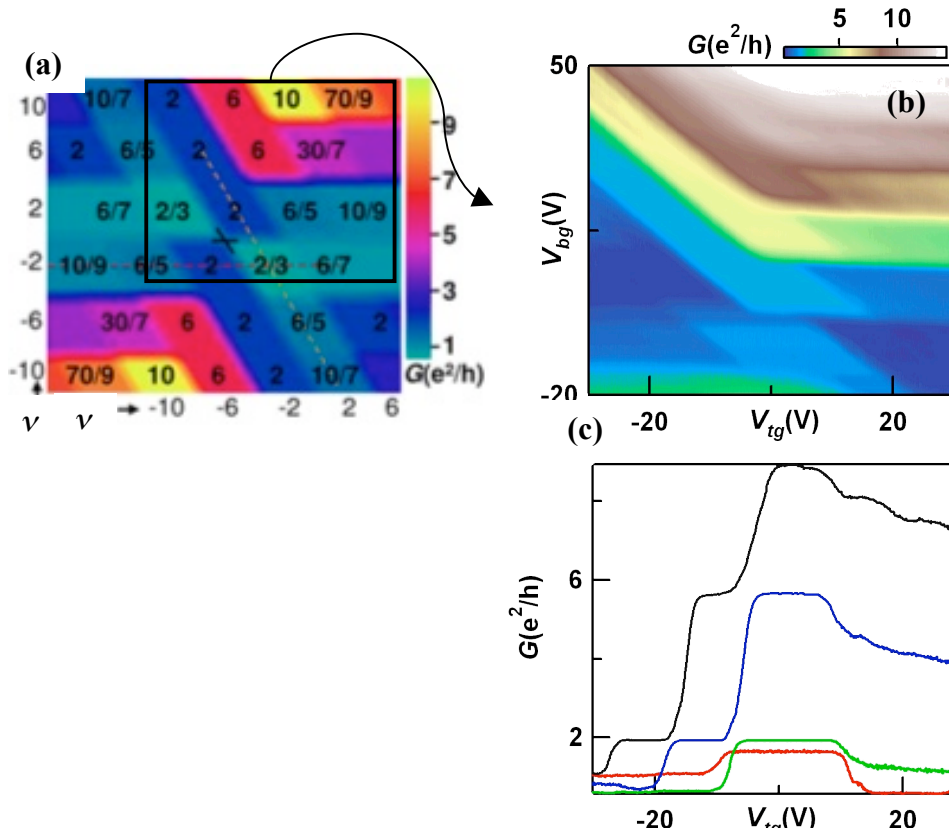 (a)
10 10/7 2 6 10 70/9
6 2 6/5 2 6 30/7
2 6/7 2/3 2 6/5 10/9
-2 10/9 6/5 2 2/3 6/7
-6 30/7 6 2 6/5 2
-10 70/9 10 6 2 10/7
9
7
5
3
1
G(e²/h)
ν ν -10 -6 -2 2 6
G(e²/h) 5 10
(b)
50
V_bg(V)
-20
-20 V_tg(V) 20
(c)
6
G(e²/h)
2
-20 V_tg(V) 20